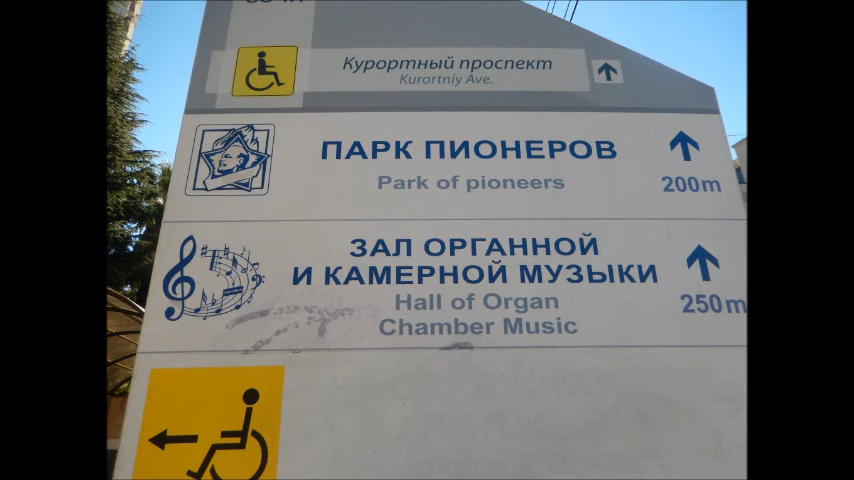 Курортный проспект
Kurortniy Ave.
ПАРК ПИОНЕРОВ
Park of pioneers
200m
ЗАЛ ОРГАННОЙ
И КАМЕРНОЙ МУЗЫКИ
Hall of Organ
Chamber Music
250m